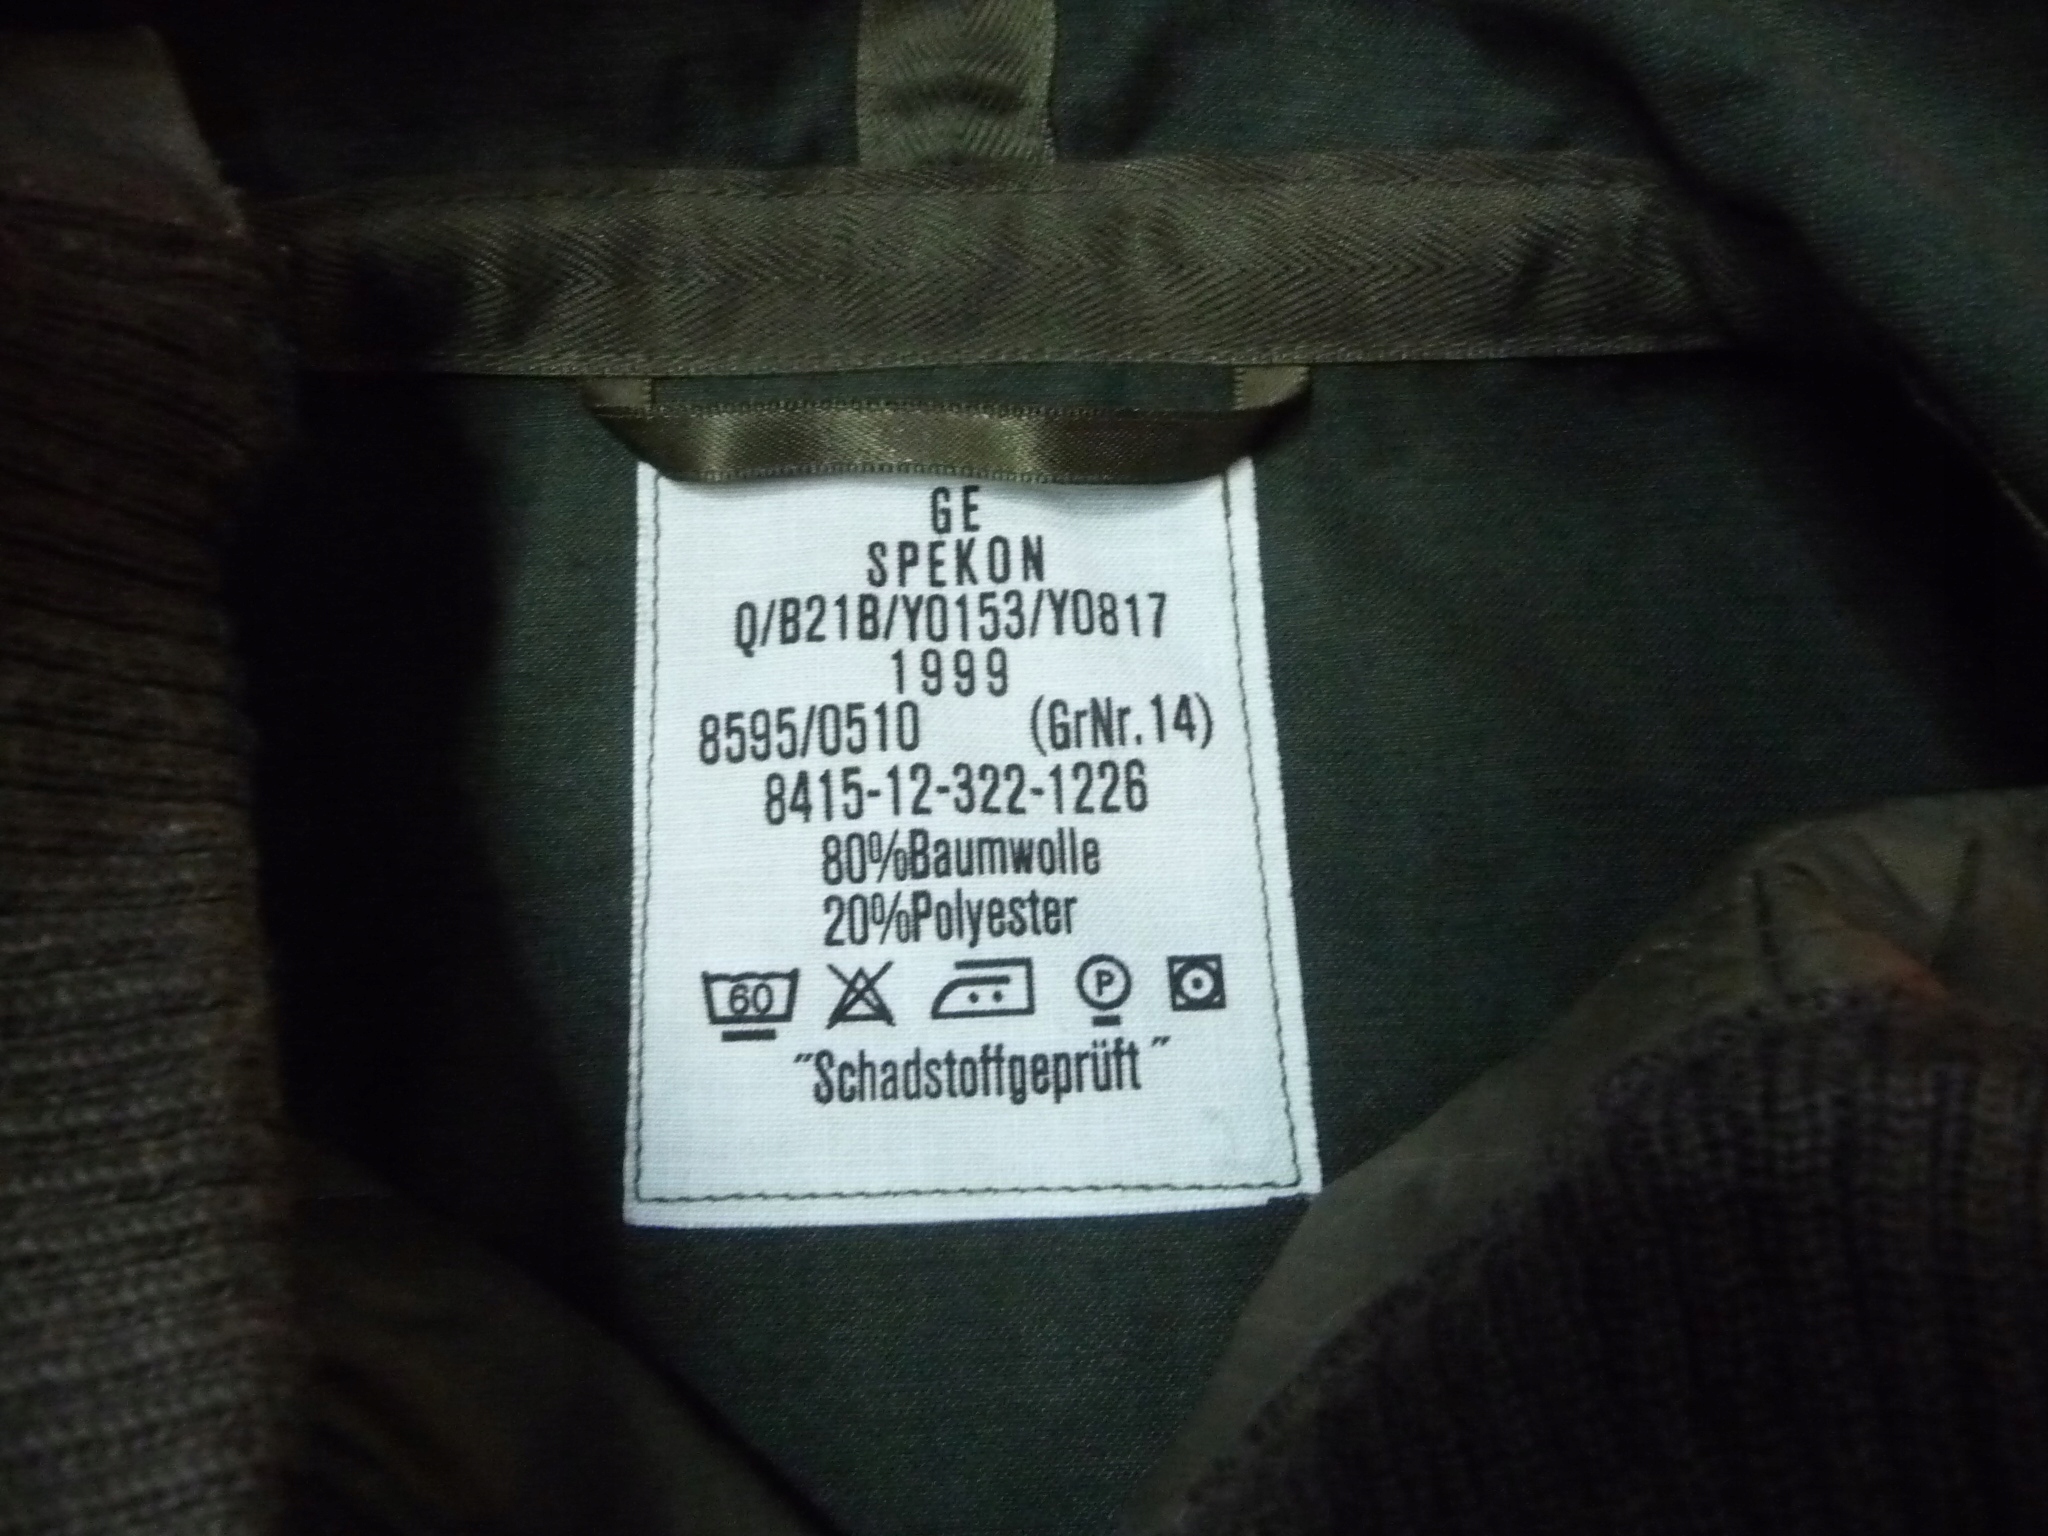 GE
SPEKON
Q/B21B/Y0153/Y0817
1999
8595/0510 (GrNr.14)
8415-12-322-1226
80%Baumwolle
20%Polyester
60 P
"Schadstoffgeprüft"